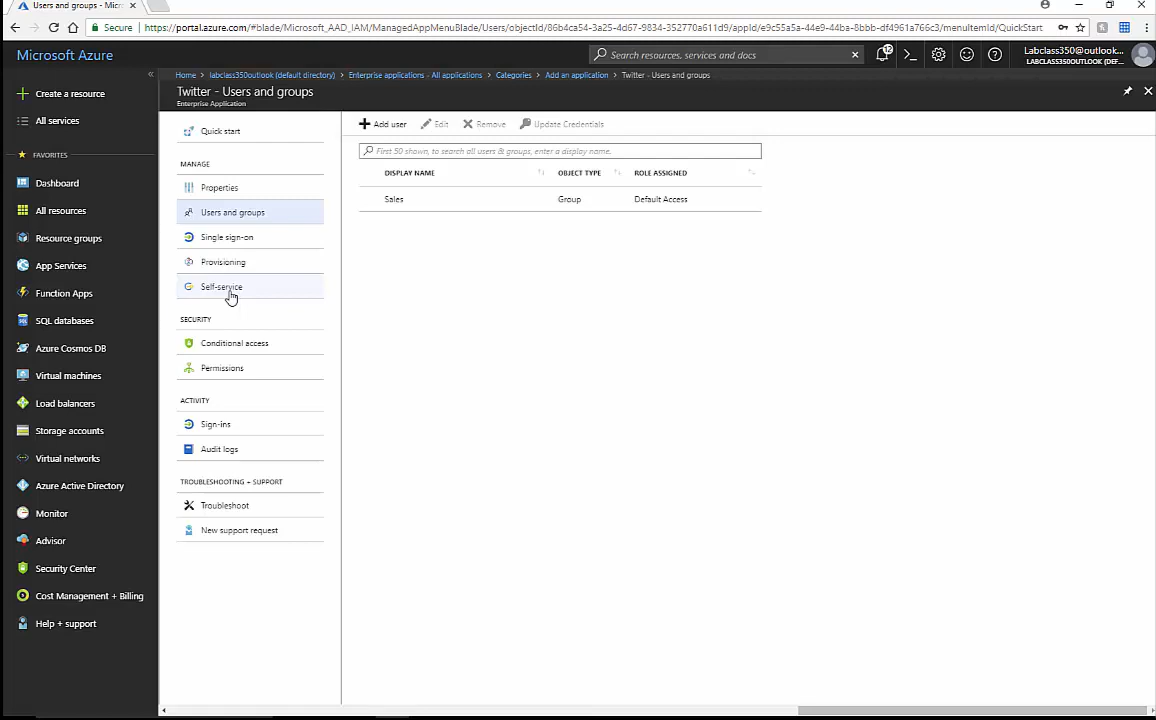 Users and groups - Micr
Secure
https://portal.azure.com/#blade/Microsoft_AAD_IAM/ManagedAppMenuBlade/Users/objectId/86b4ca54-3a25-4d67-9834-352770a611d9/appId/e9c55a5a-44e9-44ba-8bbb-df4961a766c3/menuItemId/QuickStart
Microsoft Azure
Search resources, services and docs
12
Labclass350@outlook...
LABCLASS350OUTLOOK (DEF...
Home
labclass350outlook (default directory)
Enterprise applications - All applications
Categories
Add an application
Twitter - Users and groups
Twitter - Users and groups
Enterprise Application
Create a resource
All services
FAVORITES
Dashboard
All resources
Resource groups
App Services
Function Apps
SQL databases
Azure Cosmos DB
Virtual machines
Load balancers
Storage accounts
Virtual networks
Azure Active Directory
Monitor
Advisor
Security Center
Cost Management + Billing
Help + support
Quick start
MANAGE
Properties
Users and groups
Single sign-on
Provisioning
Self-service
SECURITY
Conditional access
Permissions
ACTIVITY
Sign-ins
Audit logs
TROUBLESHOOTING + SUPPORT
Troubleshoot
New support request
Add user
Edit
Remove
Update Credentials
First 50 shown, to search all users & groups, enter a display name.
DISPLAY NAME
OBJECT TYPE
ROLE ASSIGNED
Sales
Group
Default Access